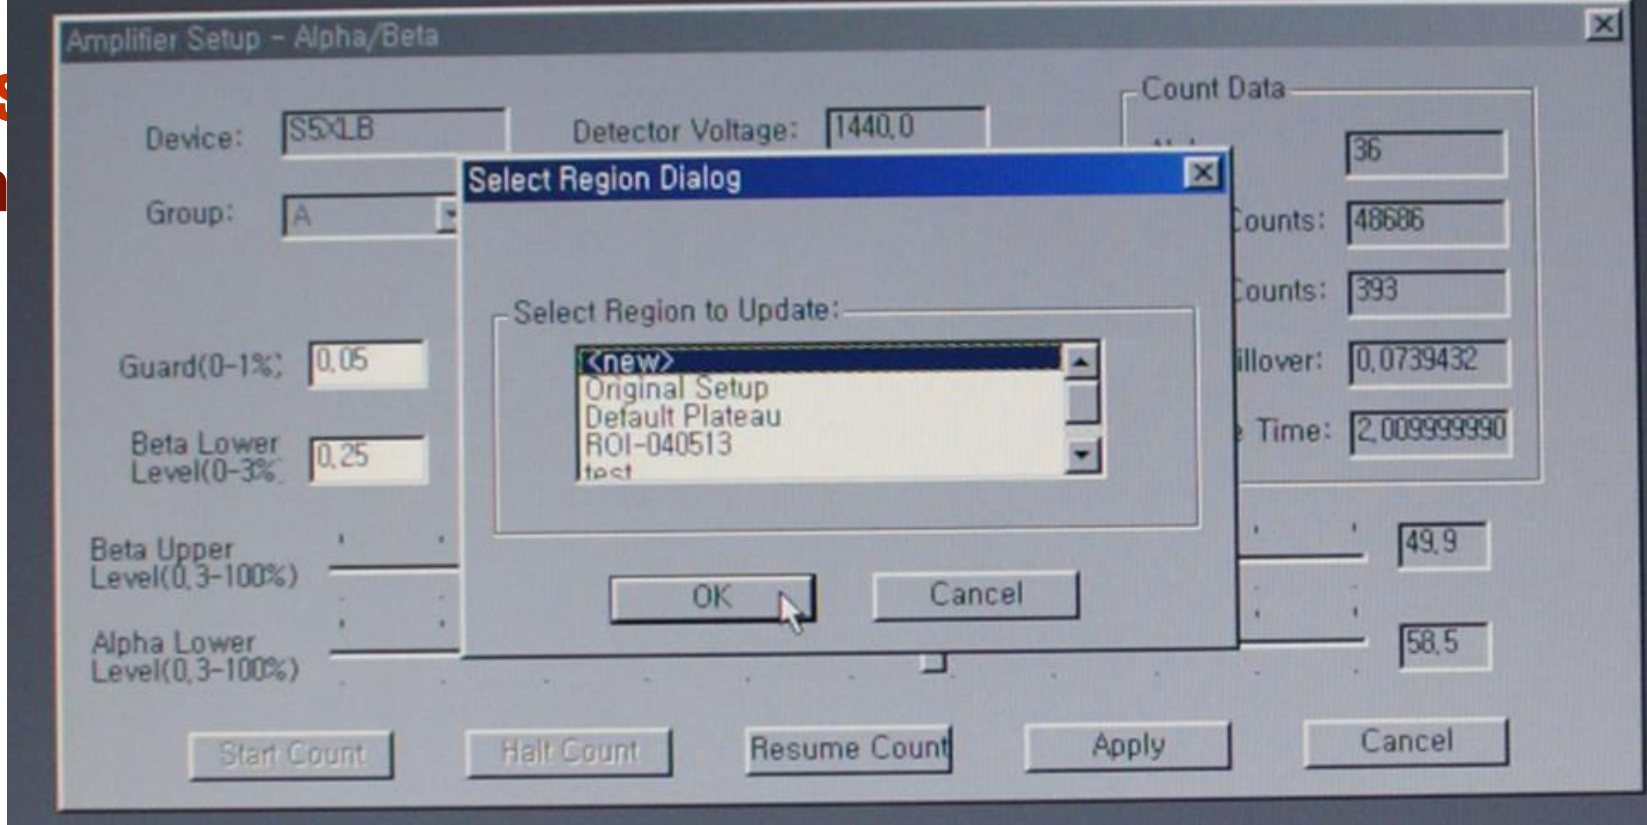 Amplifier Setup - Alpha/Beta
Device: S5XLB
Detector Voltage: 1440,0
Group: A
Count Data
36
Counts: 48686
Counts: 393
illover: 0,0739432
Time: 2,009999990
Guard(0-1%; 0,05
Beta Lower
Level(0-3% 0,25
Beta Upper
Level(0,3-100%)
49,9
Alpha Lower
Level(0,3-100%)
58,5
Select Region Dialog
Select Region to Update:
<new>
Original Setup
Default Plateau
ROI-040513
test
OK
Cancel
Start Count
Halt Count
Resume Count
Apply
Cancel